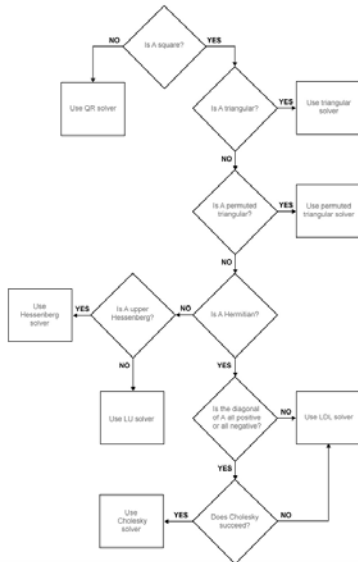 Is A square?
NO
YES
Use QR solver
Is A triangular?
YES
Use triangular
solver
NO
Is A permuted
triangular?
YES
Use permuted
triangular solver
NO
Is A Hermitian?
NO
Is A upper
Hessenberg?
YES
Use
Hessenberg
solver
NO
Use LU solver
YES
Is the diagonal
of A all positive
or all negative?
NO
Use LDL solver
YES
Does Cholesky
succeed?
YES
NO
Use
Cholesky
solver